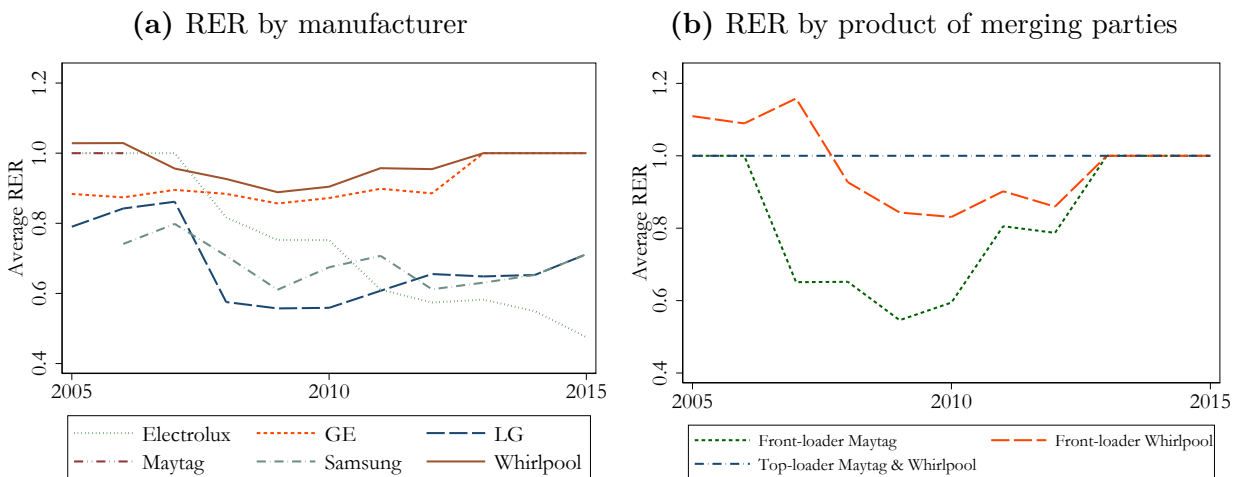 (a) RER by manufacturer
Average RER
1.2
1.0
0.8
0.6
0.4
2005 2010 2015
Electrolux GE LG
Maytag Samsung Whirlpool
(b) RER by product of merging parties
Average RER
1.2
1.0
0.8
0.6
0.4
2005 2010 2015
Front-loader Maytag Front-loader Whirlpool
Top-loader Maytag & Whirlpool